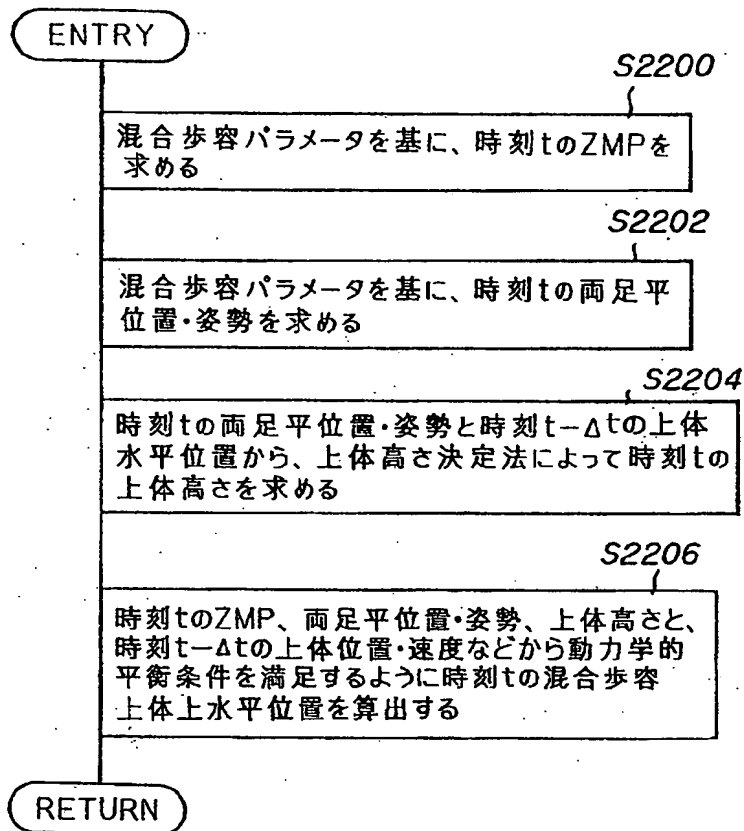 ENTRY
S2200
混合歩容パラメータを基に、時刻tのZMPを
求める
S2202
混合歩容パラメータを基に、時刻tの両足平
位置・姿勢を求める
S2204
時刻tの両足平位置・姿勢と時刻t-Δtの上体
水平位置から、上体高さ決定法によって時刻tの
上体高さを求める
S2206
時刻tのZMP、両足平位置・姿勢、上体高さと、
時刻t-Δtの上体位置・速度などから動力学的
平衡条件を満足するように時刻tの混合歩容
上体上水平位置を算出する
RETURN